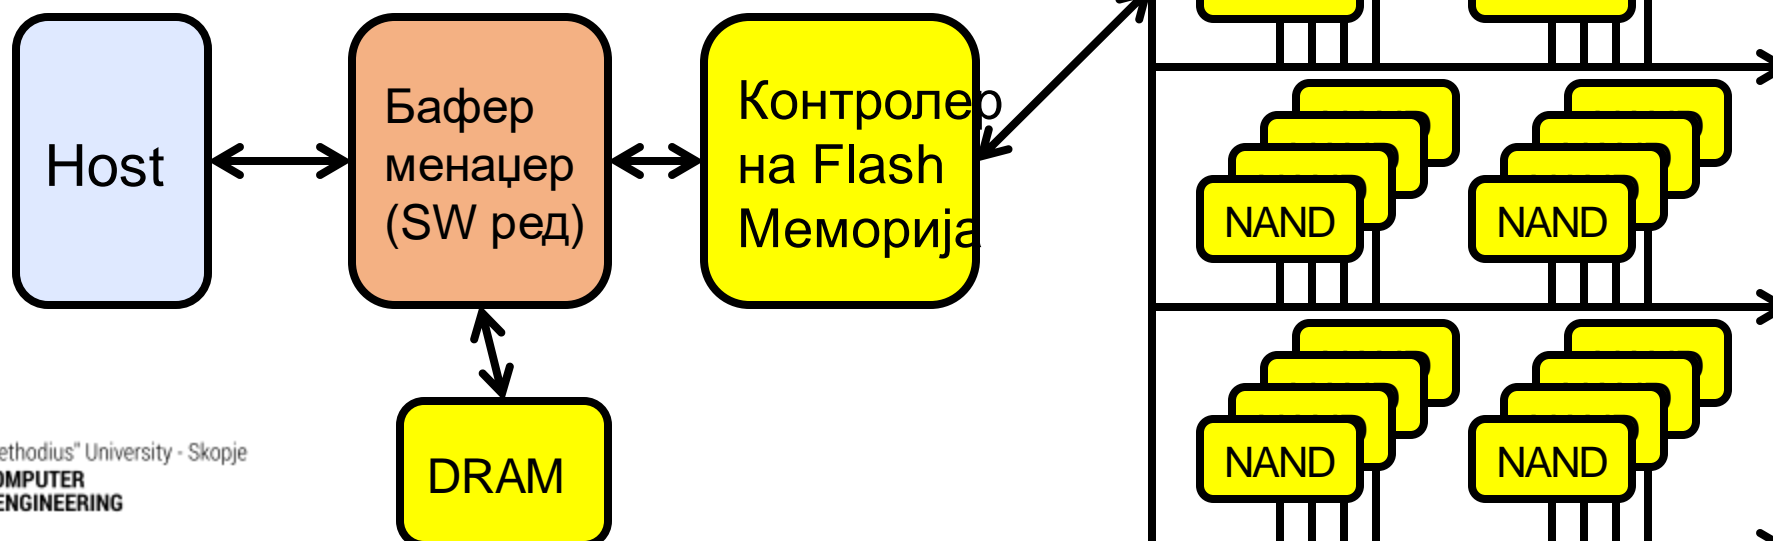 Host
Бафер
менаџер
(SW ред)
Контролер
на Flash
Меморија
DRAM
NAND
NAND
NAND
NAND
ethodius" University - Skopje
OMPUTER
ENGINEERING